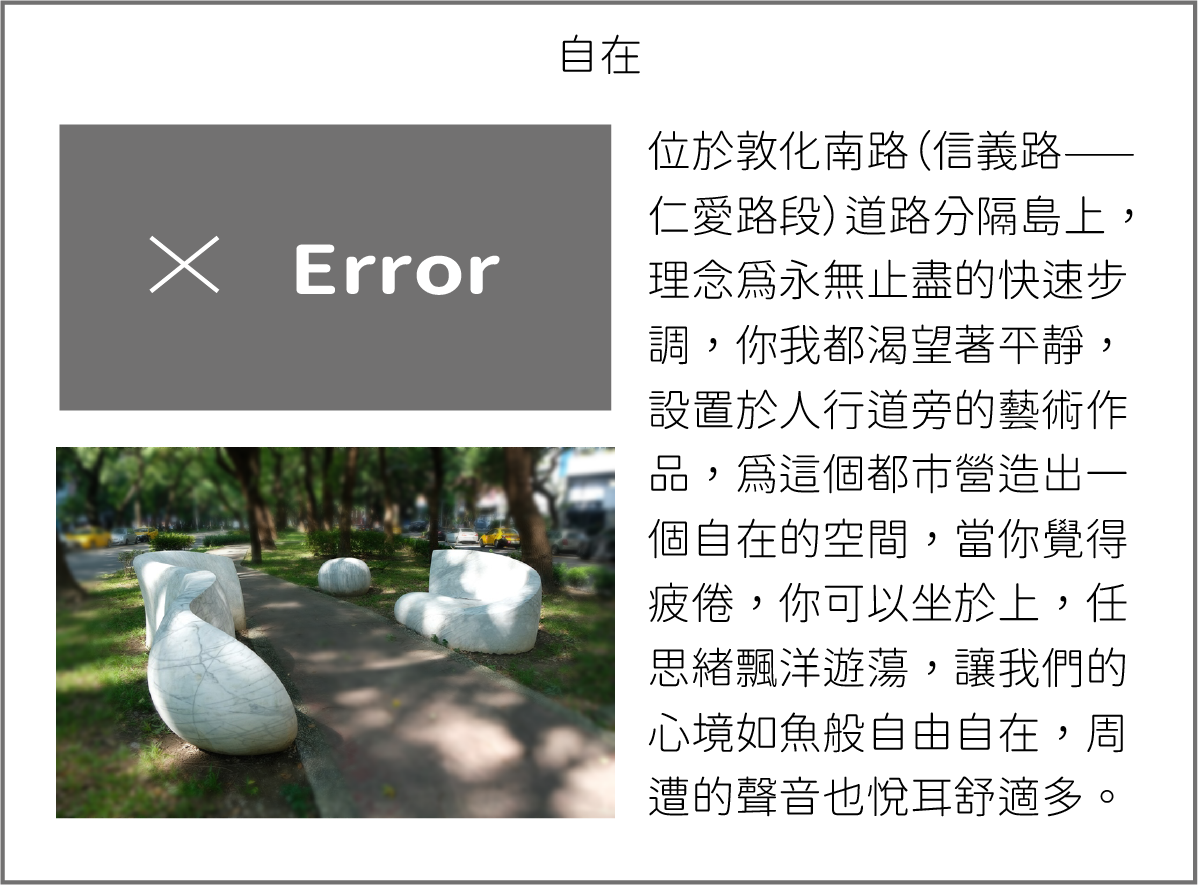 自在
Error
位於敦化南路(信義路——
仁愛路段)道路分隔島上，
理念爲永無止盡的快速步
調，你我都渴望著平靜，
設置於人行道旁的藝術作
品，爲這個都市營造出一
個自在的空間，當你覺得
疲倦，你可以坐於上，任
思緒飄洋遊蕩，讓我們的
心境如魚般自由自在，周
遭的聲音也悅耳舒適多。